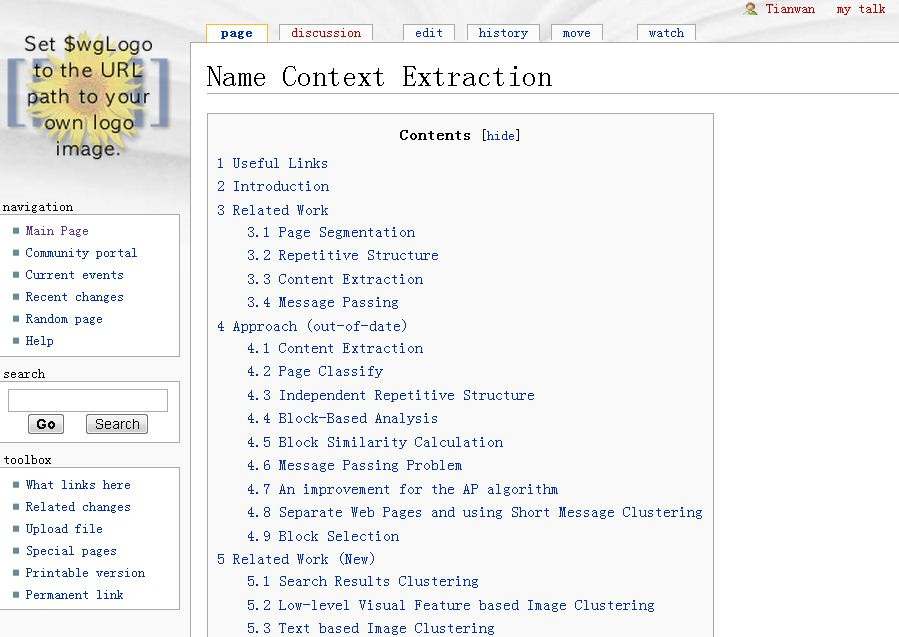 Tianwan my talk
page discussion edit history move watch
Set $wgLogo
to the URL
path to your
own logo
image.
Name Context Extraction
Contents [hide]
1 Useful Links
2 Introduction
3 Related Work
3.1 Page Segmentation
3.2 Repetitive Structure
3.3 Content Extraction
3.4 Message Passing
4 Approach (out-of-date)
4.1 Content Extraction
4.2 Page Classify
4.3 Independent Repetitive Structure
4.4 Block-Based Analysis
4.5 Block Similarity Calculation
4.6 Message Passing Problem
4.7 An improvement for the AP algorithm
4.8 Separate Web Pages and using Short Message Clustering
4.9 Block Selection
5 Related Work (New)
5.1 Search Results Clustering
5.2 Low-level Visual Feature based Image Clustering
5.3 Text based Image Clustering
navigation
Main Page
Community portal
Current events
Recent changes
Random page
Help
search
Go Search
toolbox
What links here
Related changes
Upload file
Special pages
Printable version
Permanent link